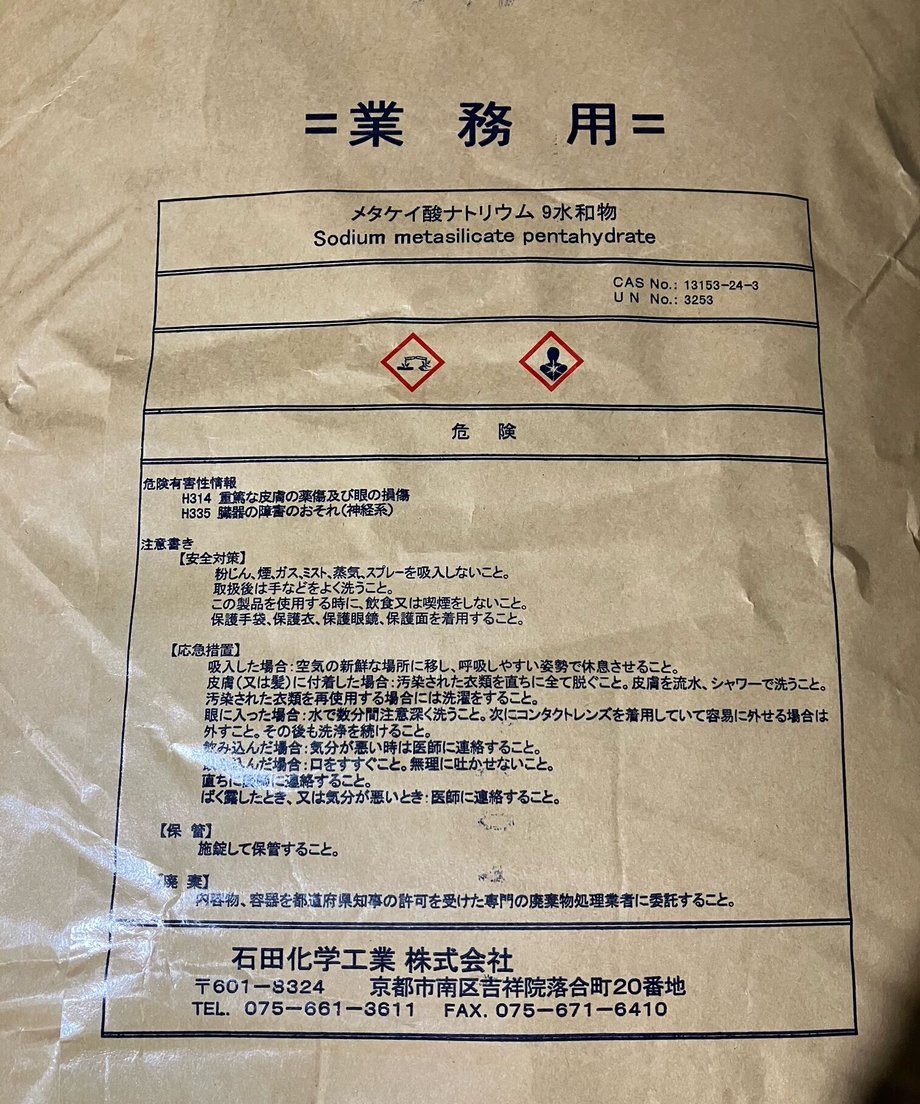 =業 務 用=
メタケイ酸ナトリウム 9水和物
Sodium metasilicate pentahydrate
CAS No.: 13153-24-3
UN No.: 3253
危 険
危険有害性情報
H314 重篤な皮膚の薬傷及び眼の損傷
H335 臓器の障害のおそれ(神経系)
注意書き
【安全対策】
粉じん、煙、ガス、ミスト、蒸気、スプレーを吸入しないこと。
取扱後は手などをよく洗うこと。
この製品を使用する時に、飲食又は喫煙をしないこと。
保護手袋、保護衣、保護眼鏡、保護面を着用すること。
【応急措置】
吸入した場合:空気の新鮮な場所に移し、呼吸しやすい姿勢で休息させること。
皮膚(又は髪)に付着した場合:汚染された衣類を直ちに全て脱ぐこと。皮膚を流水、シャワーで洗うこと。
汚染された衣類を再使用する場合には洗濯をすること。
眼に入った場合:水で数分間注意深く洗うこと。次にコンタクトレンズを着用していて容易に外せる場合は
外すこと。その後も洗浄を続けること。
飲み込んだ場合:気分が悪い時は医師に連絡すること。
飲み込んだ場合:口をすすぐこと。無理に吐かせないこと。
直ちに医師に連絡すること。
ばく露したとき、又は気分が悪いとき:医師に連絡すること。
【保 管】
施錠して保管すること。
【廃 棄】
内容物、容器を都道府県知事の許可を受けた専門の廃棄物処理業者に委託すること。
石田化学工業 株式会社
〒601-8324 京都市南区吉祥院落合町20番地
TEL. 075-661-3611 FAX. 075-671-6410